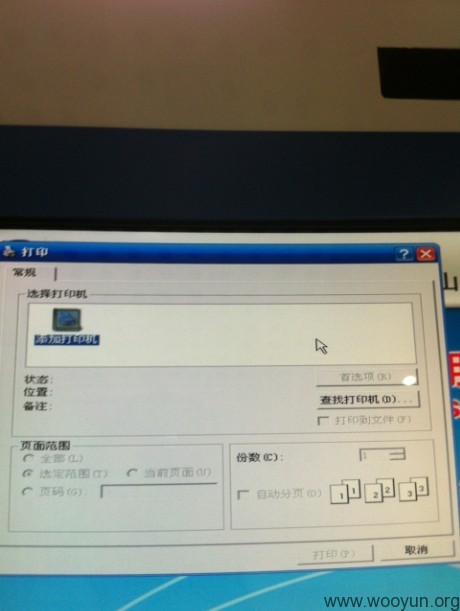 打印
常规
选择打印机
添加打印机
状态:
位置:
备注:
首选项(R)
查找打印机(D)...
打印到文件(F)
页面范围
全部(L)
选定范围(T)
当前页面(U)
页码(G):
份数(C):
1
自动分页(O)
1 1 2 2 3 3
打印(P)
取消
山
www.wooyun.org